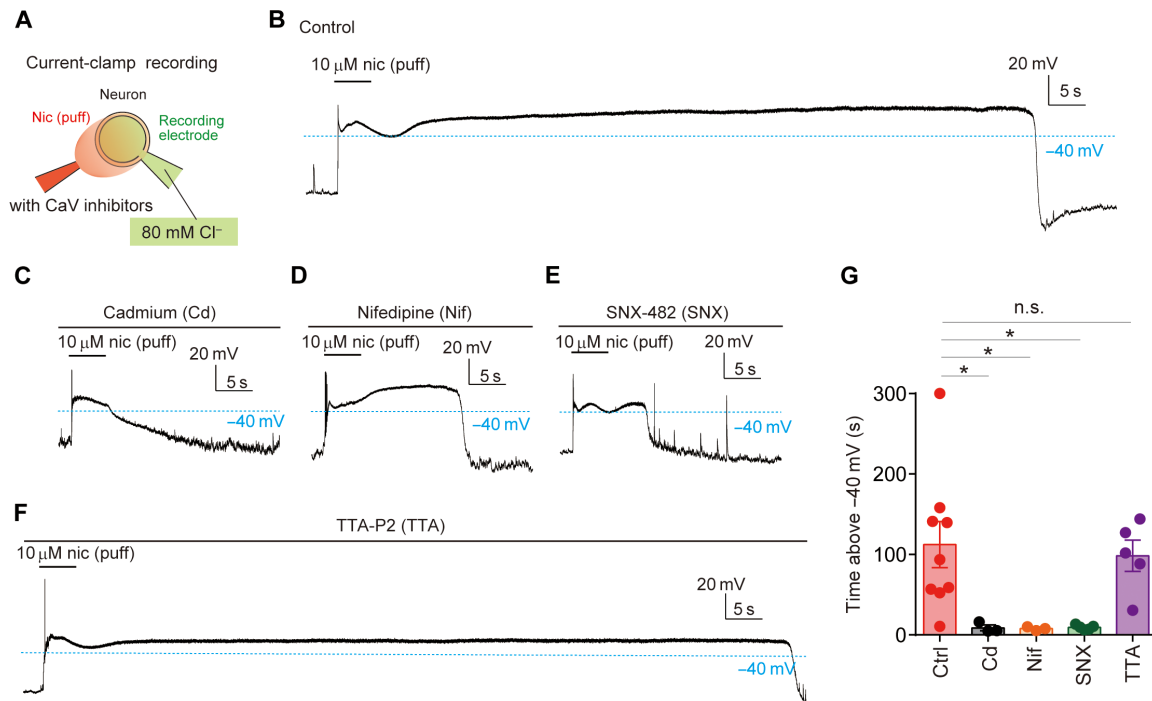 A
Current-clamp recording
Neuron
Nic (puff)
Recording
electrode
with CaV inhibitors
80 mM Cl⁻
B
Control
10 μM nic (puff)
20 mV
5 s
−40 mV
C
Cadmium (Cd)
10 μM nic (puff)
20 mV
5 s
−40 mV
D
Nifedipine (Nif)
10 μM nic (puff)
20 mV
5 s
−40 mV
E
SNX-482 (SNX)
10 μM nic (puff)
20 mV
5 s
−40 mV
F
TTA-P2 (TTA)
10 μM nic (puff)
20 mV
5 s
−40 mV
G
n.s.
*
*
*
Time above −40 mV (s)
300
200
100
0
Ctrl
Cd
Nif
SNX
TTA